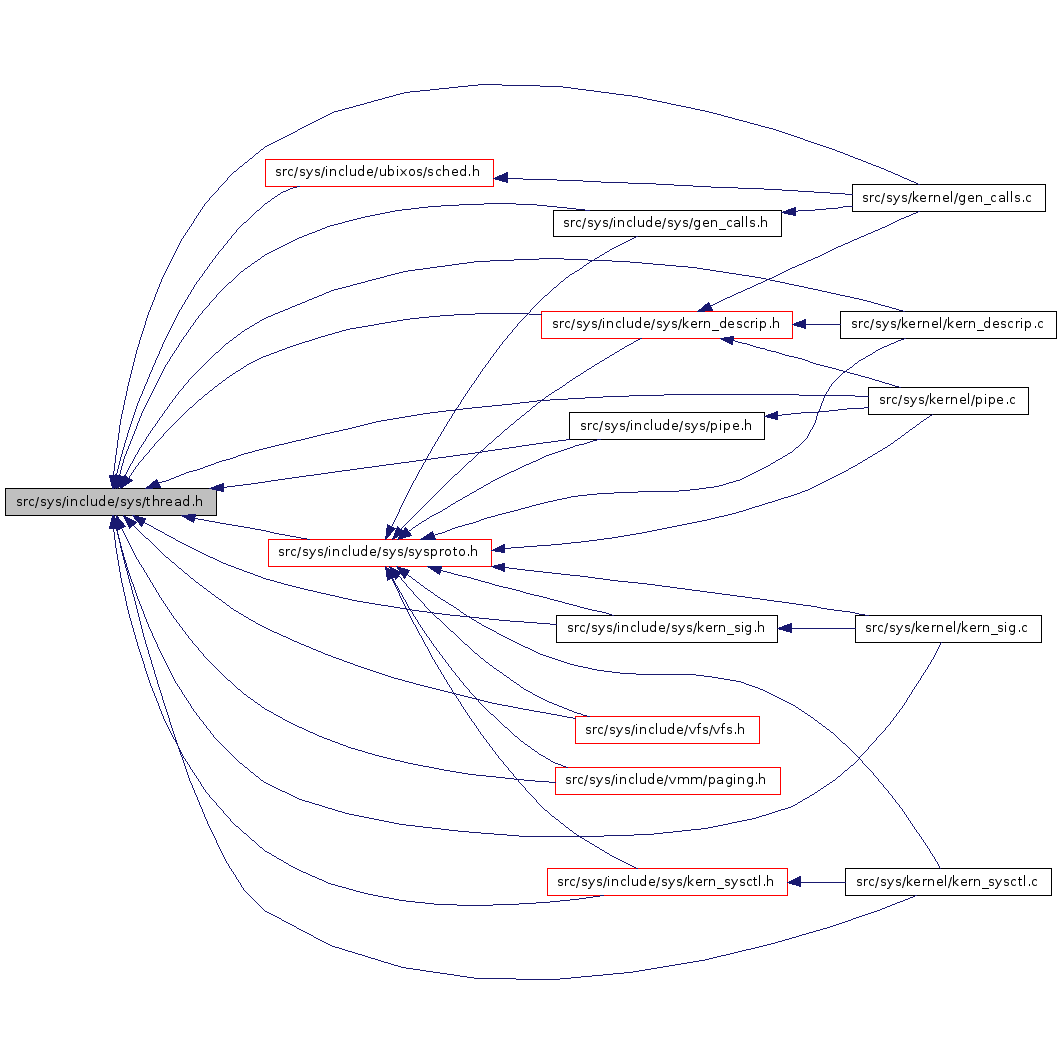 src/sys/include/ubixos/sched.h
src/sys/kernel/gen_calls.c
src/sys/include/sys/gen_calls.h
src/sys/include/sys/kern_descrip.h
src/sys/kernel/kern_descrip.c
src/sys/kernel/pipe.c
src/sys/include/sys/pipe.h
src/sys/include/sys/thread.h
src/sys/include/sys/sysproto.h
src/sys/include/sys/kern_sig.h
src/sys/kernel/kern_sig.c
src/sys/include/vfs/vfs.h
src/sys/include/vmm/paging.h
src/sys/include/sys/kern_sysctl.h
src/sys/kernel/kern_sysctl.c